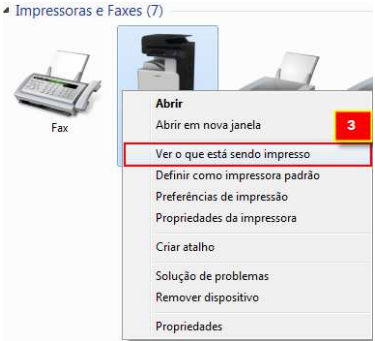 Impressoras e Faxes (7)
Fax
Abrir
Abrir em nova janela
3
Ver o que está sendo impresso
Definir como impressora padrão
Preferências de impressão
Propriedades da impressora
Criar atalho
Solução de problemas
Remover dispositivo
Propriedades